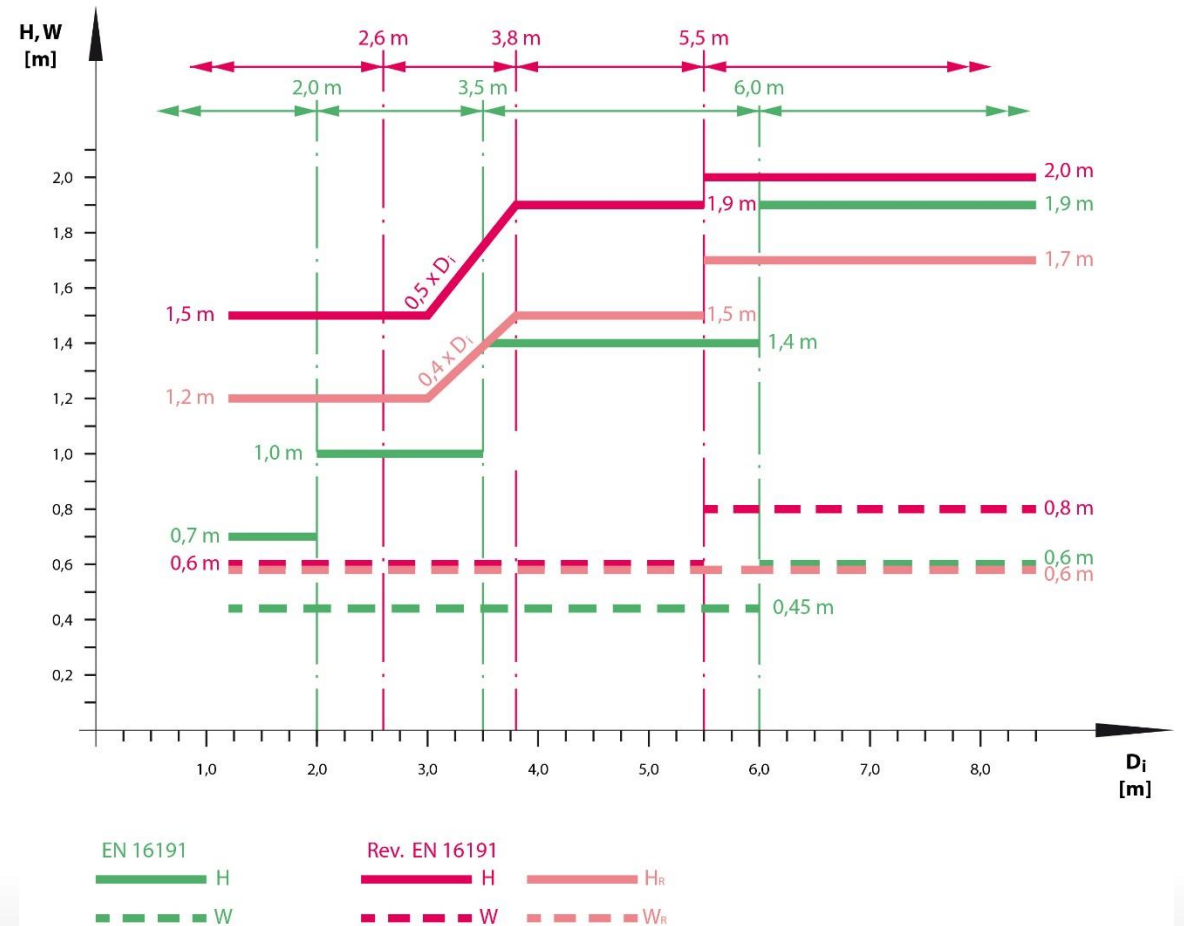 H, W
[m]
2,6 m
3,8 m
5,5 m
2,0 m
3,5 m
6,0 m
2,0
2,0 m
1,9 m
1,9 m
1,8
1,7 m
0,5 x Di
1,6
1,5 m
1,5 m
1,4
1,4 m
0,4 x Di
1,2 m
1,2
1,0 m
1,0
0,8
0,8 m
0,7 m
0,6 m
0,6
0,6 m
0,6 m
0,45 m
0,4
0,2
1,0
2,0
3,0
4,0
5,0
6,0
7,0
8,0
Di
[m]
EN 16191
Rev. EN 16191
H
H
HR
W
W
WR